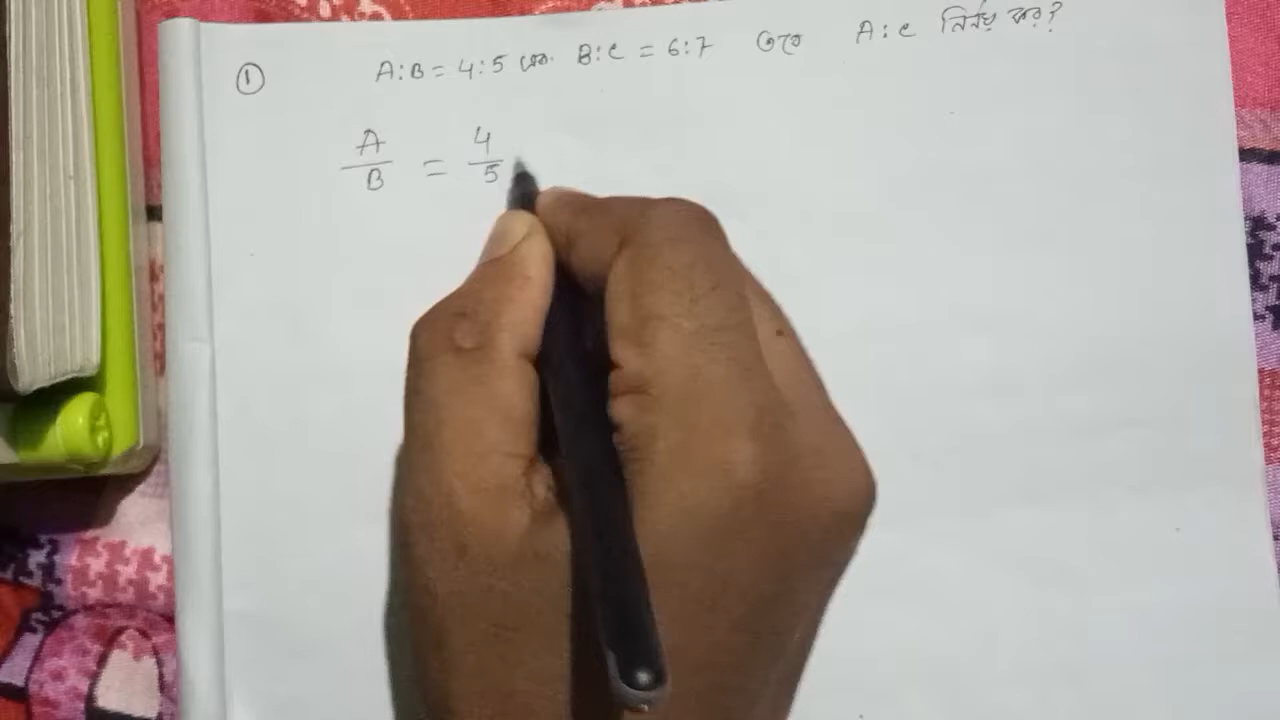 ① A:B = 4:5 এবং B:C = 6:7 তবে A:C নির্ণয় কর?
A/B = 4/5